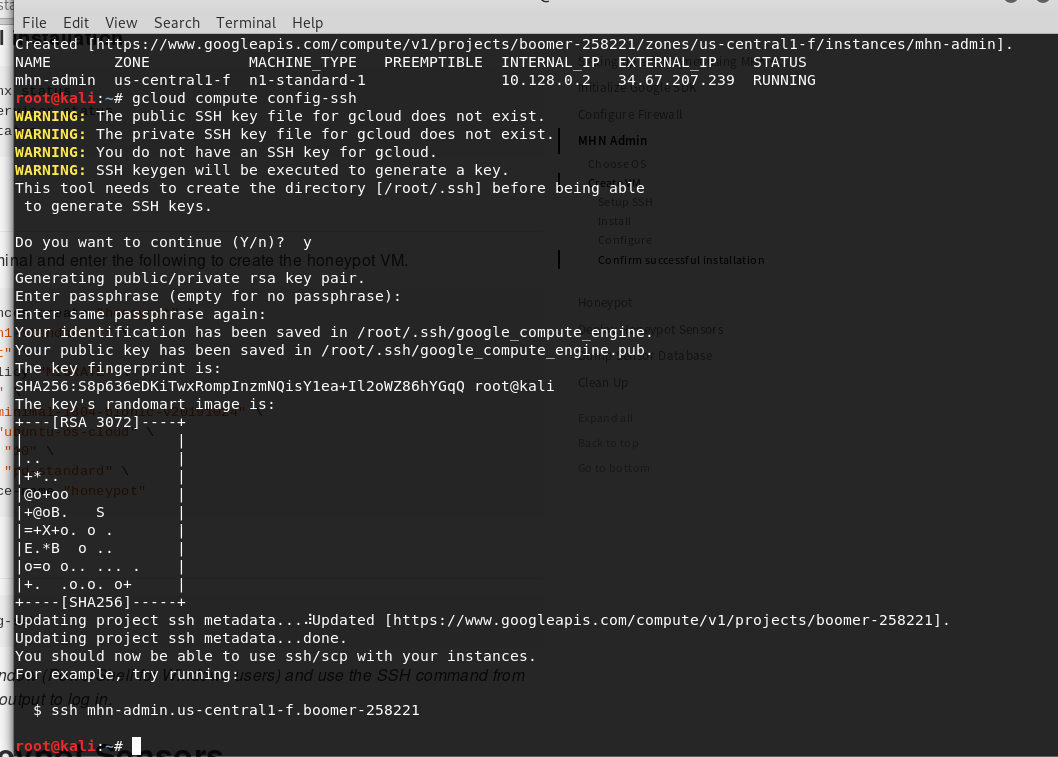 File Edit View Search Terminal Help
Created [https://www.googleapis.com/compute/v1/projects/boomer-258221/zones/us-central1-f/instances/mhn-admin].
NAME ZONE MACHINE_TYPE PREEMPTIBLE INTERNAL_IP EXTERNAL_IP STATUS
mhn-admin us-central1-f n1-standard-1 10.128.0.2 34.67.207.239 RUNNING
root@kali:~# gcloud compute config-ssh
WARNING: The public SSH key file for gcloud does not exist.
WARNING: The private SSH key file for gcloud does not exist.
WARNING: You do not have an SSH key for gcloud.
WARNING: SSH keygen will be executed to generate a key.
This tool needs to create the directory [/root/.ssh] before being able
to generate SSH keys.
Do you want to continue (Y/n)? y
Generating public/private rsa key pair.
Enter passphrase (empty for no passphrase):
Enter same passphrase again:
Your identification has been saved in /root/.ssh/google_compute_engine.
Your public key has been saved in /root/.ssh/google_compute_engine.pub.
The key fingerprint is:
SHA256:S8po636eDKiTwxRompInzmNQisY1ea+Il2oWZ86hYGqQ root@kali
The key's randomart image is:
+---[RSA 3072]----+
|                 |
|..               |
|+*..             |
|@o+oo            |
|+@oB.   S        |
|=+X+o. o .       |
|E.*B  o ..       |
|o=o o.. ... .    |
|+.  .o.o. o+     |
+----[SHA256]-----+
Updating project ssh metadata...⠼Updated [https://www.googleapis.com/compute/v1/projects/boomer-258221].
Updating project ssh metadata...done.
You should now be able to use ssh/scp with your instances.
For example, try running:
$ ssh mhn-admin.us-central1-f.boomer-258221
root@kali:~#
Configure Firewall
MHN Admin
Choose OS
Setup SSH
Install
Configure
Confirm successful installation
Honeypot
Clean Up
Expand all
Back to top
Go to bottom
minal and enter the following to create the honeypot VM.